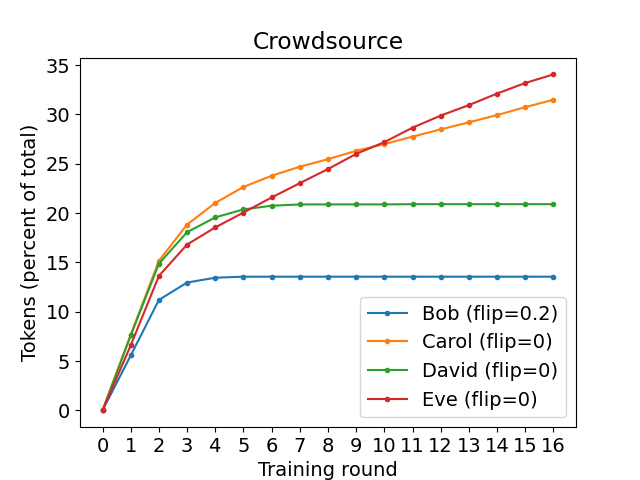 Crowdsource
Tokens (percent of total)
35
30
25
20
15
10
5
0
Bob (flip=0.2)
Carol (flip=0)
David (flip=0)
Eve (flip=0)
0 1 2 3 4 5 6 7 8 9 10 11 12 13 14 15 16
Training round